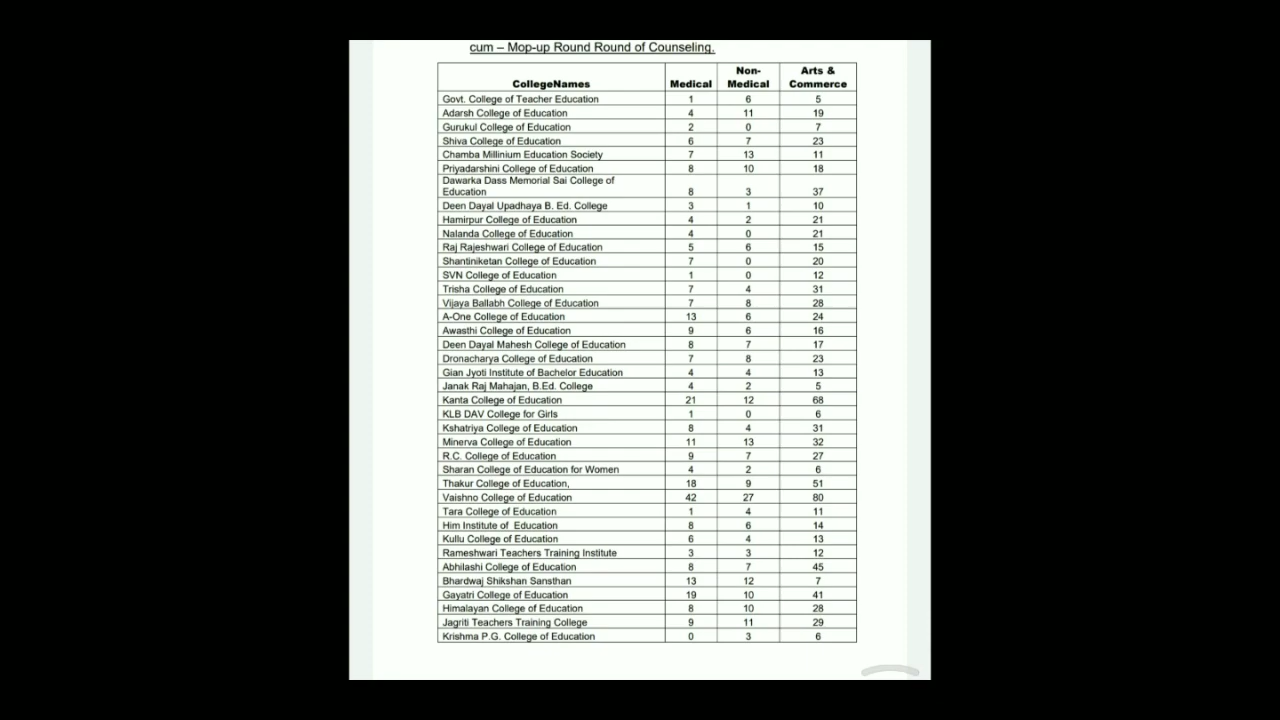 cum – Mop-up Round Round of Counseling.
CollegeNames Medical Non-Medical Arts & Commerce
Govt. College of Teacher Education 1 6 5
Adarsh College of Education 4 11 19
Gurukul College of Education 2 0 7
Shiva College of Education 6 7 23
Chamba Millinium Education Society 7 13 11
Priyadarshini College of Education 8 10 18
Dawarka Dass Memorial Sai College of
Education 8 3 37
Deen Dayal Upadhaya B. Ed. College 3 1 10
Hamirpur College of Education 4 2 21
Nalanda College of Education 4 0 21
Raj Rajeshwari College of Education 5 6 15
Shantiniketan College of Education 7 0 20
SVN College of Education 1 0 12
Trisha College of Education 7 4 31
Vijaya Ballabh College of Education 7 8 28
A-One College of Education 13 6 24
Awasthi College of Education 9 6 16
Deen Dayal Mahesh College of Education 8 7 17
Dronacharya College of Education 7 8 23
Gian Jyoti Institute of Bachelor Education 4 4 13
Janak Raj Mahajan, B.Ed. College 4 2 5
Kanta College of Education 21 12 68
KLB DAV College for Girls 1 0 6
Kshatriya College of Education 8 4 31
Minerva College of Education 11 13 32
R.C. College of Education 9 7 27
Sharan College of Education for Women 4 2 6
Thakur College of Education, 18 9 51
Vaishno College of Education 42 27 80
Tara College of Education 1 4 11
Him Institute of Education 8 6 14
Kullu College of Education 6 4 13
Rameshwari Teachers Training Institute 3 3 12
Abhilashi College of Education 8 7 45
Bhardwaj Shikshan Sansthan 13 12 7
Gayatri College of Education 19 10 41
Himalayan College of Education 8 10 28
Jagriti Teachers Training College 9 11 29
Krishma P.G. College of Education 0 3 6